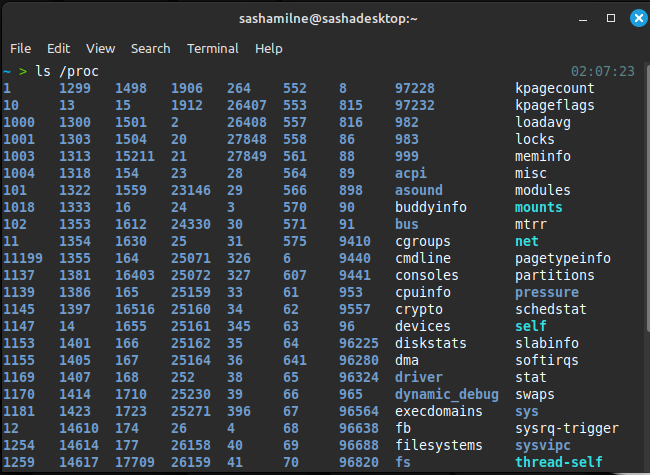 sashamilne@sashadesktop:~
File Edit View Search Terminal Help
~ > ls /proc 02:07:23
1 1299 1498 1906 264 552 8 97228 kpagecount
10 13 15 1912 26407 553 815 97232 kpageflags
1000 1300 1501 2 26408 557 816 982 loadavg
1001 1303 1504 20 27848 558 86 983 locks
1003 1313 15211 21 27849 561 88 999 meminfo
1004 1318 154 23 28 564 89 acpi misc
101 1322 1559 23146 29 566 898 asound modules
1018 1333 16 24 3 570 90 buddyinfo mounts
102 1353 1612 24330 30 571 91 bus mtrr
11 1354 1630 25 31 575 9410 cgroups net
11199 1355 164 25071 326 6 9440 cmdline pagetypeinfo
1137 1381 16403 25072 327 607 9441 consoles partitions
1139 1386 165 25159 33 61 953 cpuinfo pressure
1145 1397 16516 25160 34 62 9557 crypto schedstat
1147 14 1655 25161 345 63 96 devices self
1153 1401 166 25162 35 64 96225 diskstats slabinfo
1155 1405 167 25164 36 641 96280 dma softirqs
1169 1407 168 252 38 65 96324 driver stat
1170 1414 1710 25230 39 66 965 dynamic_debug swaps
1181 1423 1723 25271 396 67 96564 execdomains sys
12 14610 174 26 4 68 96638 fb sysrq-trigger
1254 14614 177 26158 40 69 96688 filesystems sysvipc
1259 14617 17709 26159 41 70 96820 fs thread-self